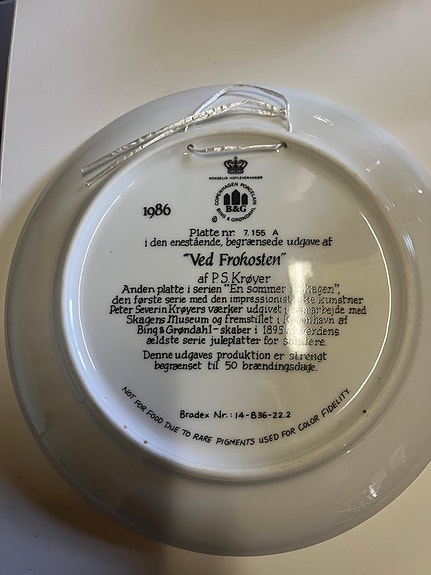 KONGELIG HOFLEVERANDØR
COPENHAGEN PORCELAIN
B&G
BING & GRØNDAHL
©
1986
Platte nr. 7.155 A
i den enestående, begrænsede udgave af
"Ved Frokosten"
af P.S. Krøyer
Anden platte i serien "En sommer i Skagen",
den første serie med den impressionistiske kunstner
Peter Severin Krøyers værker udgivet i samarbejde med
Skagens Museum og fremstillet i København af
Bing & Grøndahl - skaber i 1895 verdens
ældste serie juleplatter for samlere.
Denne udgaves produktion er strengt
begrænset til 50 brændingsdage.
Bradex Nr.: 14-B36-22.2
NOT FOR FOOD DUE TO RARE PIGMENTS USED FOR COLOR FIDELITY.